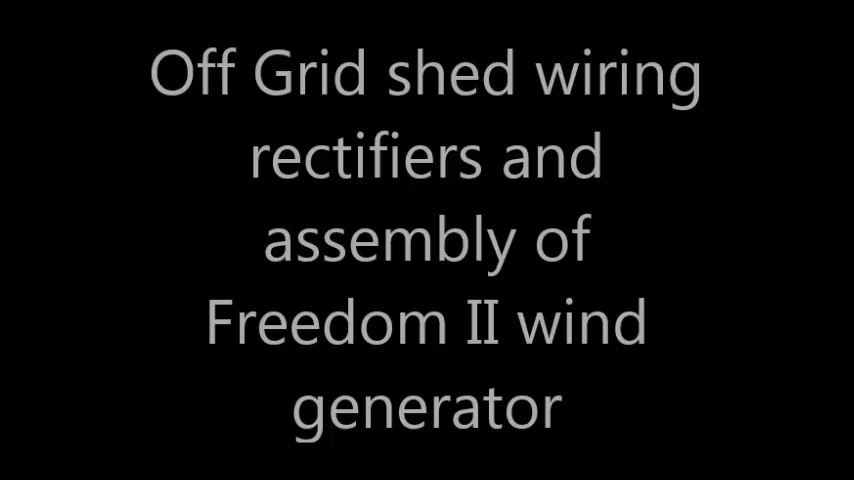 Off Grid shed wiring
rectifiers and
assembly of
Freedom II wind
generator